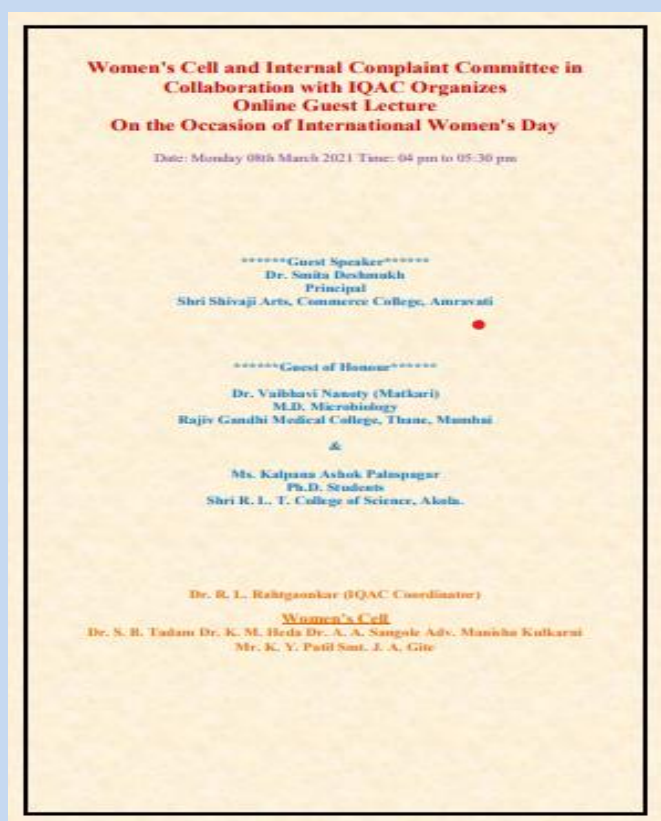 Women's Cell and Internal Complaint Committee in
Collaboration with IQAC Organizes
Online Guest Lecture
On the Occasion of International Women's Day
Date: Monday 08th March 2021 Time: 04 pm to 05:30 pm
******Guest Speaker******
Dr. Smita Deshmukh
Principal
Shri Shivaji Arts, Commerce College, Amravati
******Guest of Honour******
Dr. Vaibhavi Nanoty (Matkari)
M.D. Microbiology
Rajiv Gandhi Medical College, Thane, Mumbai
&
Ms. Kalpana Ashok Palaspagar
Ph.D. Students
Shri R. L. T. College of Science, Akola.
Dr. R. L. Rahtgaonkar (IQAC Coordinator)
Women's Cell
Dr. S. B. Tadam Dr. K. M. Heda Dr. A. A. Sangole Adv. Manisha Kulkarni
Mr. K. Y. Patil Smt. J. A. Gite